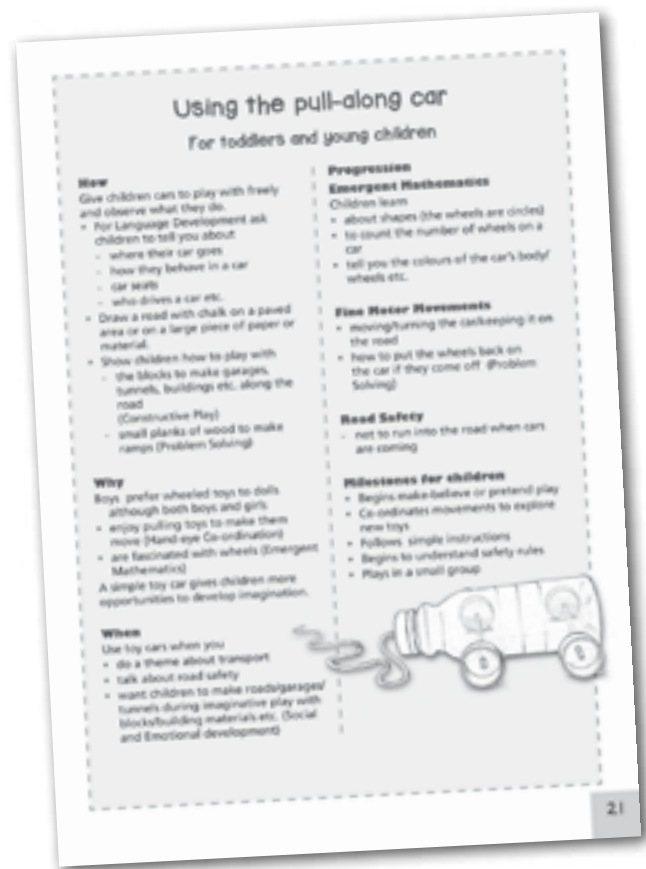 Using the pull-along car
For toddlers and young children
How
Give children cars to play with freely
and observe what they do.
• For Language Development ask
children to tell you about
- where their car goes
- how they behave in a car
- car seats
- who drives a car etc.
• Draw a road with chalk on a paved
area or on a large piece of paper or
material.
• Show children how to play with
- the blocks to make garages,
tunnels, buildings etc. along the
road
(Constructive Play)
- small planks of wood to make
ramps (Problem Solving)
Why
Boys prefer wheeled toys to dolls
although both boys and girls
• enjoy pulling toys to make them
move (Hand-eye Co-ordination)
• are fascinated with wheels (Emergent
Mathematics)
A simple toy car gives children more
opportunities to develop imagination.
When
Use toy cars when you
• do a theme about transport
• talk about road safety
• want children to make roads/garages/
tunnels during imaginative play with
blocks/building materials etc. (Social
and Emotional development)
Progression
Emergent Mathematics
Children learn
• about shapes (the wheels are circles)
• to count the number of wheels on a
car
• tell you the colours of the car's body/
wheels etc.
Fine Motor Movements
• moving/turning the car/keeping it on
the road
• how to put the wheels back on
the car if they come off (Problem
Solving)
Road Safety
- not to run into the road when cars
are coming
Milestones for children
• Begins make-believe or pretend play
• Co-ordinates movements to explore
new toys
• Follows simple instructions
• Begins to understand safety rules
• Plays in a small group
21